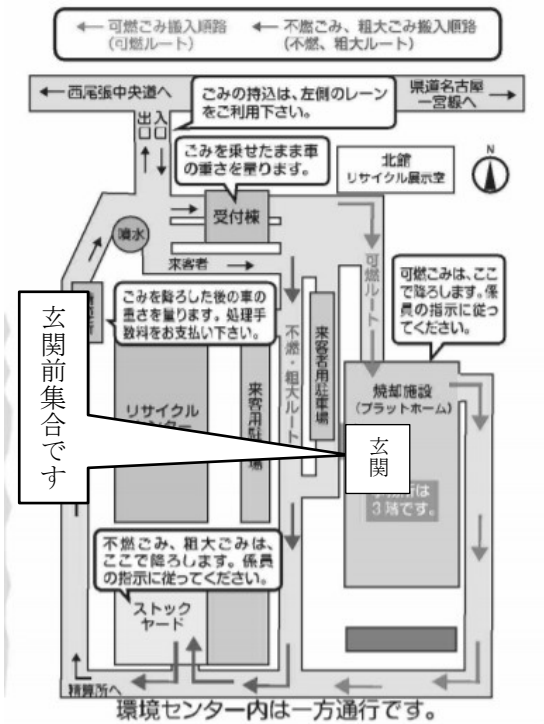 可燃ごみ搬入順路
(可燃ルート)
不燃ごみ、粗大ごみ搬入順路
(不燃、粗大ルート)
西尾張中央道へ
県道名古屋
一宮線へ
ごみの持込は、左側のレーン
をご利用下さい。
出口
入口
ごみを乗せたまま車
の重さを量ります。
北館
リサイクル展示室
N
受付棟
噴水
来客者
可燃ルート
可燃ごみは、ここ
で降ろします。係
員の指示に従っ
てください。
ごみを降ろした後の車の
重さを量ります。処理手
数料をお支払い下さい。
不燃・粗大ルート
来客者用駐車場
焼却施設
(プラットホーム)
玄関前集合です
リサイクル
玄関
3階です。
不燃ごみ、粗大ごみは、
ここで降ろします。係員
の指示に従ってください。
ストック
ヤード
精算所へ
環境センター内は一方通行です。